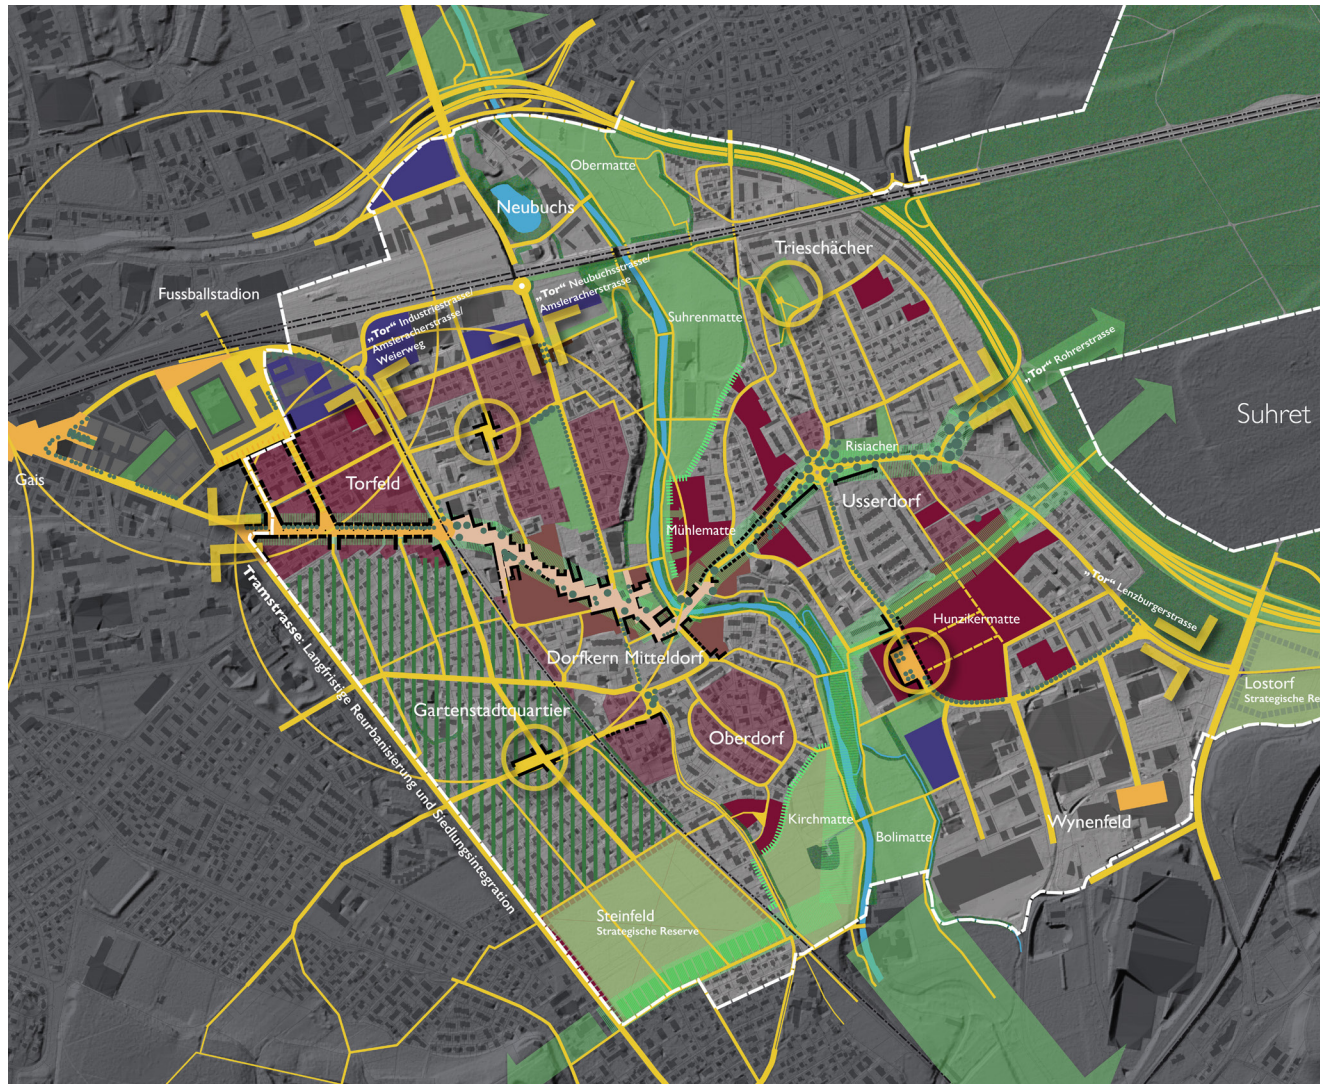 Obermatte
Neubuchs
Trieschächer
Fussballstadion
„Tor“ Neubuchsstrasse/
Amsleracherstrasse
„Tor“ Industriestrasse/
Amsleracherstrasse/
Weierweg
Suhrenmatte
„Tor“ Rohrerstrasse
Suhret
Risiacher
Gais
Torfeld
Usserdorf
Mühlematte
„Tor“ Lenzburgerstrasse
Hunzikermatte
Dorfkern Mitteldorf
Tramstrasse: Langfristige Reurbanisierung und Siedlungsintegration
Lostorf
Strategische Re
Gartenstadtquartier
Oberdorf
Kirchmatte
Wynenfeld
Bolimatte
Steinfeld
Strategische Reserve